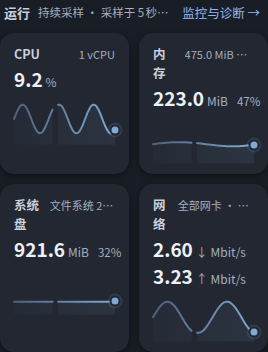 运行 持续采样 · 采样于 5 秒… 监控与诊断 →
CPU 1 vCPU
9.2 %
内存 475.0 MiB …
223.0 MiB 47%
系统盘 文件系统 2…
921.6 MiB 32%
网络 全部网卡 · …
2.60 ↓ Mbit/s
3.23 ↑ Mbit/s